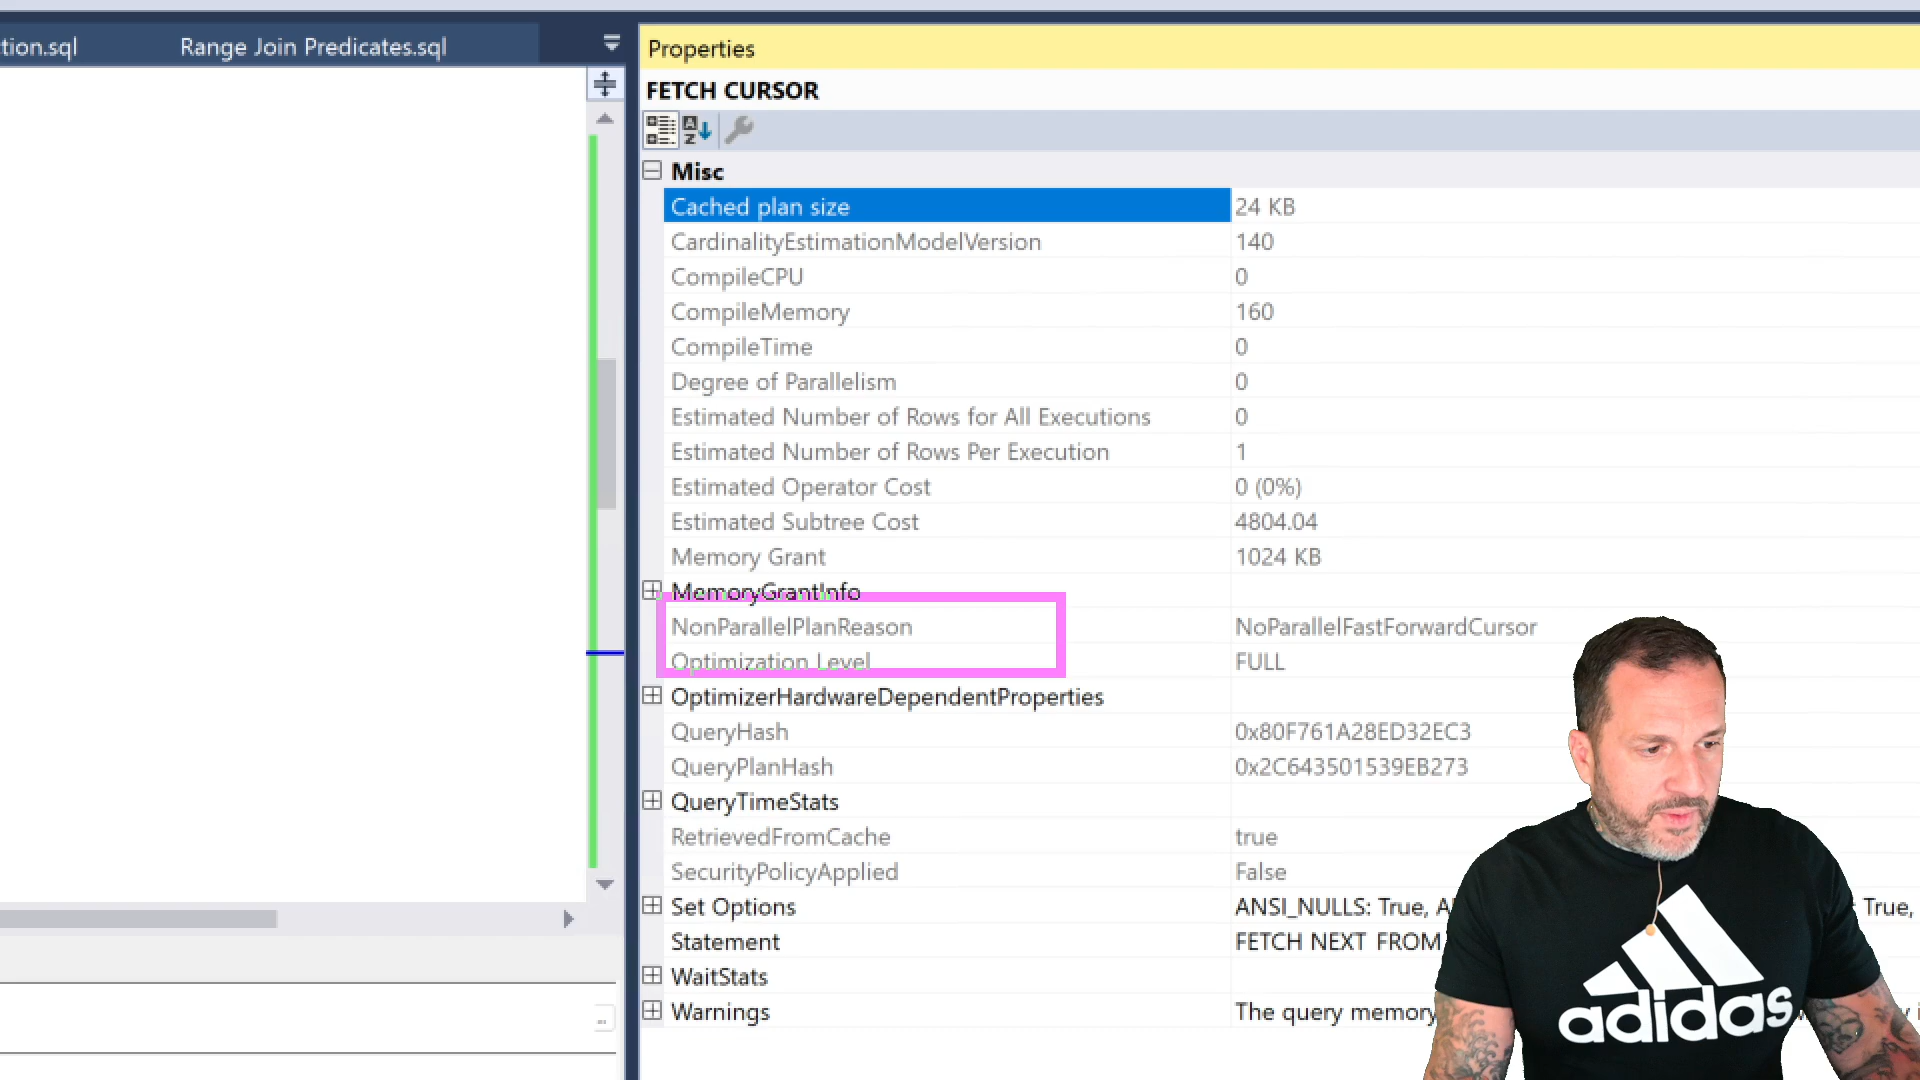 tion.sql
Range Join Predicates.sql
Properties
FETCH CURSOR
Misc
Cached plan size 24 KB
CardinalityEstimationModelVersion 140
CompileCPU 0
CompileMemory 160
CompileTime 0
Degree of Parallelism 0
Estimated Number of Rows for All Executions 0
Estimated Number of Rows Per Execution 1
Estimated Operator Cost 0 (0%)
Estimated Subtree Cost 4804.04
Memory Grant 1024 KB
MemoryGrantInfo
NonParallelPlanReason NoParallelFastForwardCursor
Optimization Level FULL
OptimizerHardwareDependentProperties
QueryHash 0x80F761A28ED32EC3
QueryPlanHash 0x2C643501539EB273
QueryTimeStats
RetrievedFromCache true
SecurityPolicyApplied False
Set Options ANSI_NULLS: True, A True,
Statement FETCH NEXT FROM
WaitStats
Warnings The query memory
adidas